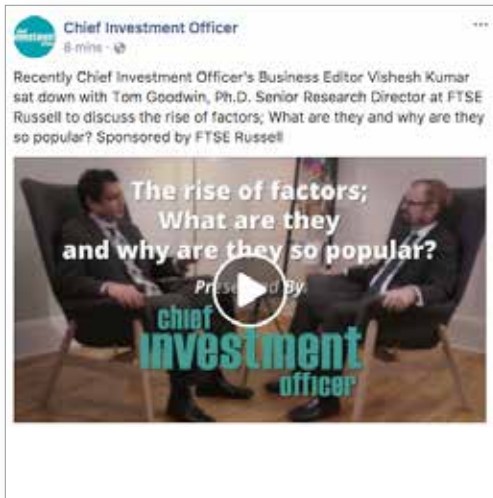 Chief Investment Officer
8 mins ·
Recently Chief Investment Officer's Business Editor Vishesh Kumar
sat down with Tom Goodwin, Ph.D. Senior Research Director at FTSE
Russell to discuss the rise of factors; What are they and why are they
so popular? Sponsored by FTSE Russell
The rise of factors;
What are they
and why are they so popular?
Presented By
chief
investment
officer